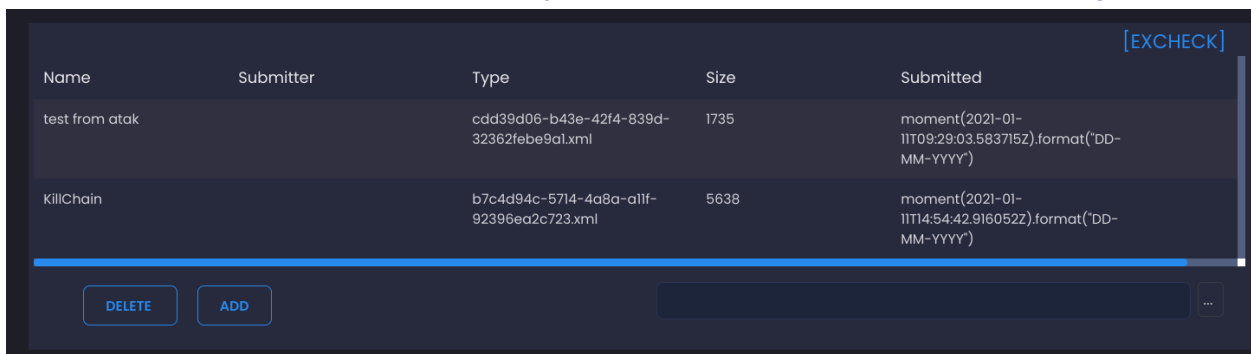 [EXCHECK]
Name Submitter Type Size Submitted
test from atak cdd39d06-b43e-42f4-839d- 1735 moment(2021-01-
32362febe9a1.xml 11T09:29:03.583715Z).format("DD-
MM-YYYY")
KillChain b7c4d94c-5714-4a8a-a11f- 5638 moment(2021-01-
92396ea2c723.xml 11T14:54:42.916052Z).format("DD-
MM-YYYY")
DELETE ADD ...